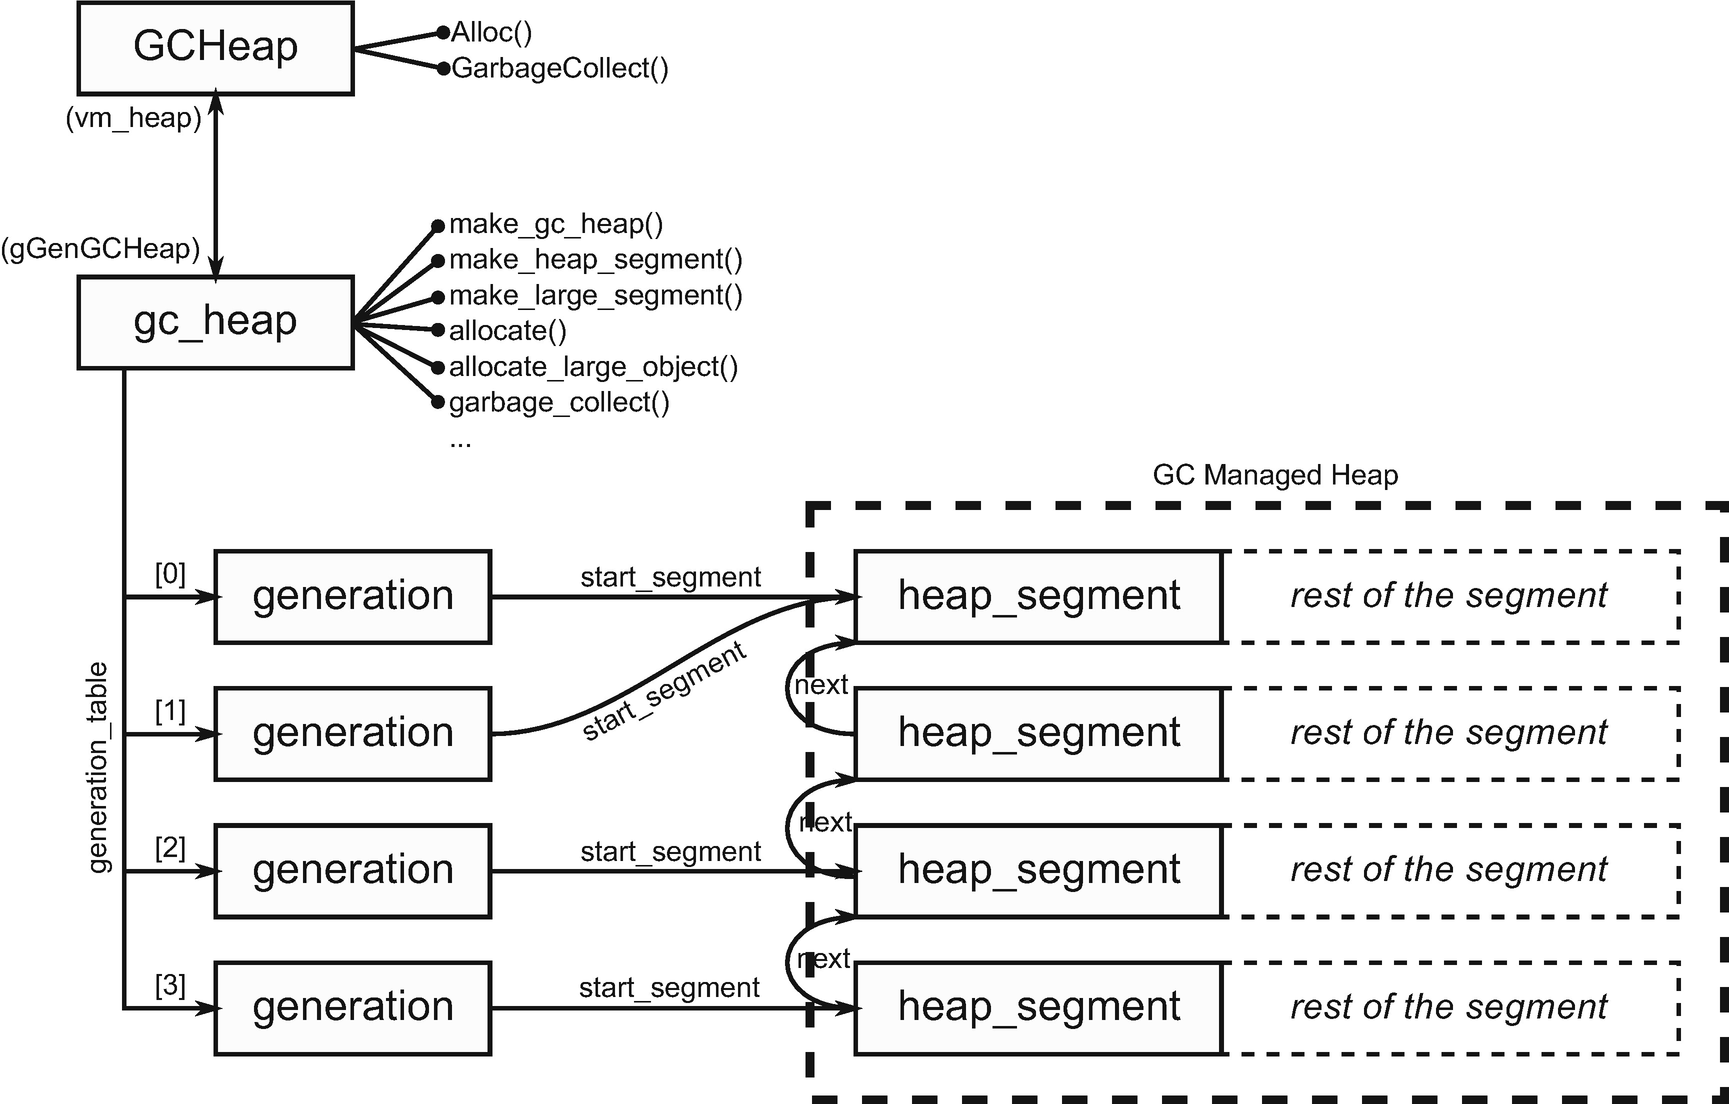 GCHeap
Alloc()
GarbageCollect()
(vm_heap)
(gGenGCHeap)
gc_heap
make_gc_heap()
make_heap_segment()
make_large_segment()
allocate()
allocate_large_object()
garbage_collect()
...
GC Managed Heap
generation_table
[0]
generation
start_segment
heap_segment
rest of the segment
[1]
generation
start_segment
next
heap_segment
rest of the segment
[2]
generation
start_segment
next
heap_segment
rest of the segment
[3]
generation
start_segment
next
heap_segment
rest of the segment